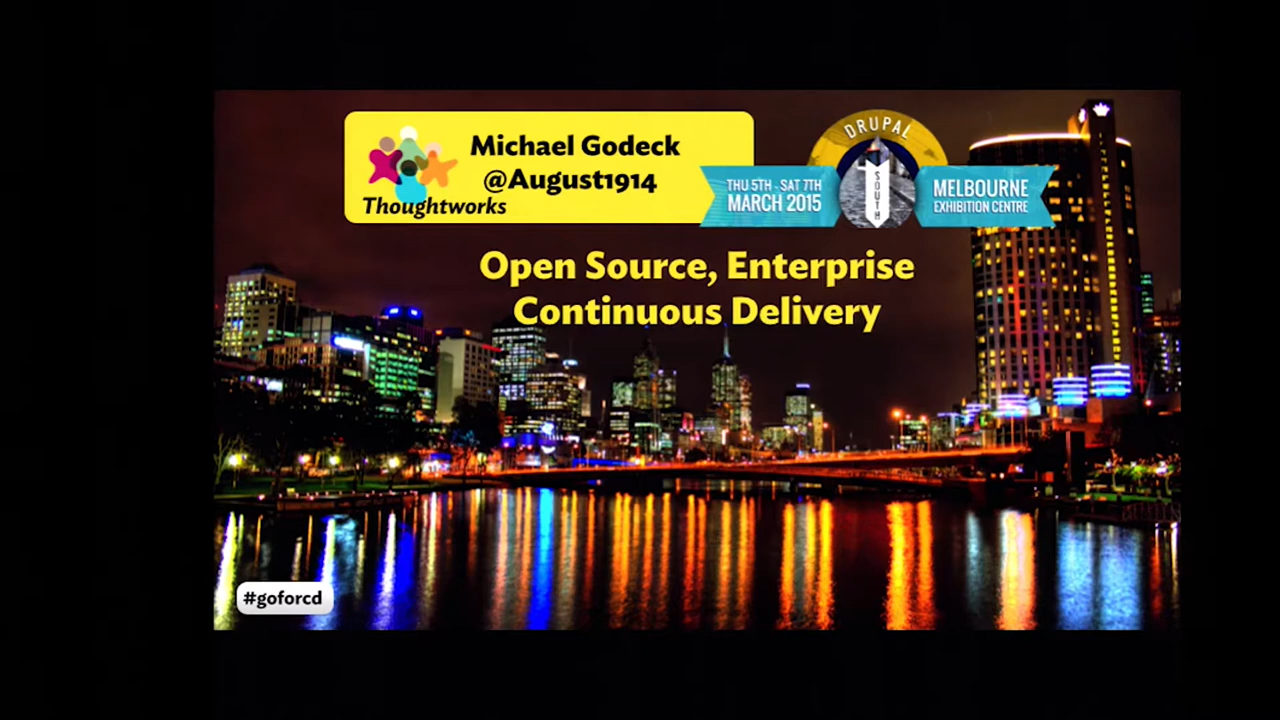 Michael Godeck
@August1914
Thoughtworks
DRUPAL
SOUTH
THU 5TH - SAT 7TH
MARCH 2015
MELBOURNE
EXHIBITION CENTRE
Open Source, Enterprise
Continuous Delivery
#goforcd